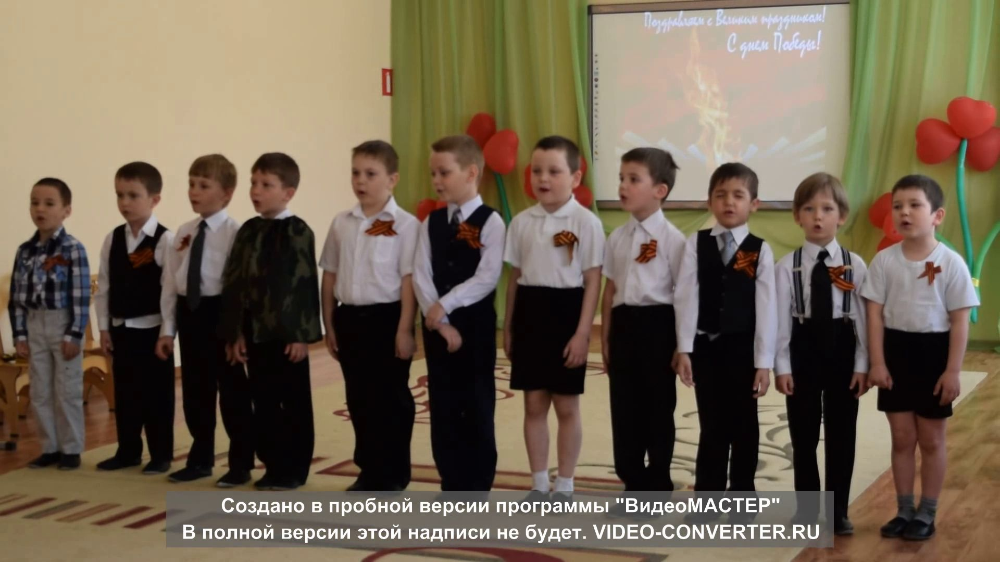 Поздравляем с Великим праздником!
С днем Победы!
Создано в пробной версии программы "ВидеоМАСТЕР"
В полной версии этой надписи не будет. VIDEO-CONVERTER.RU